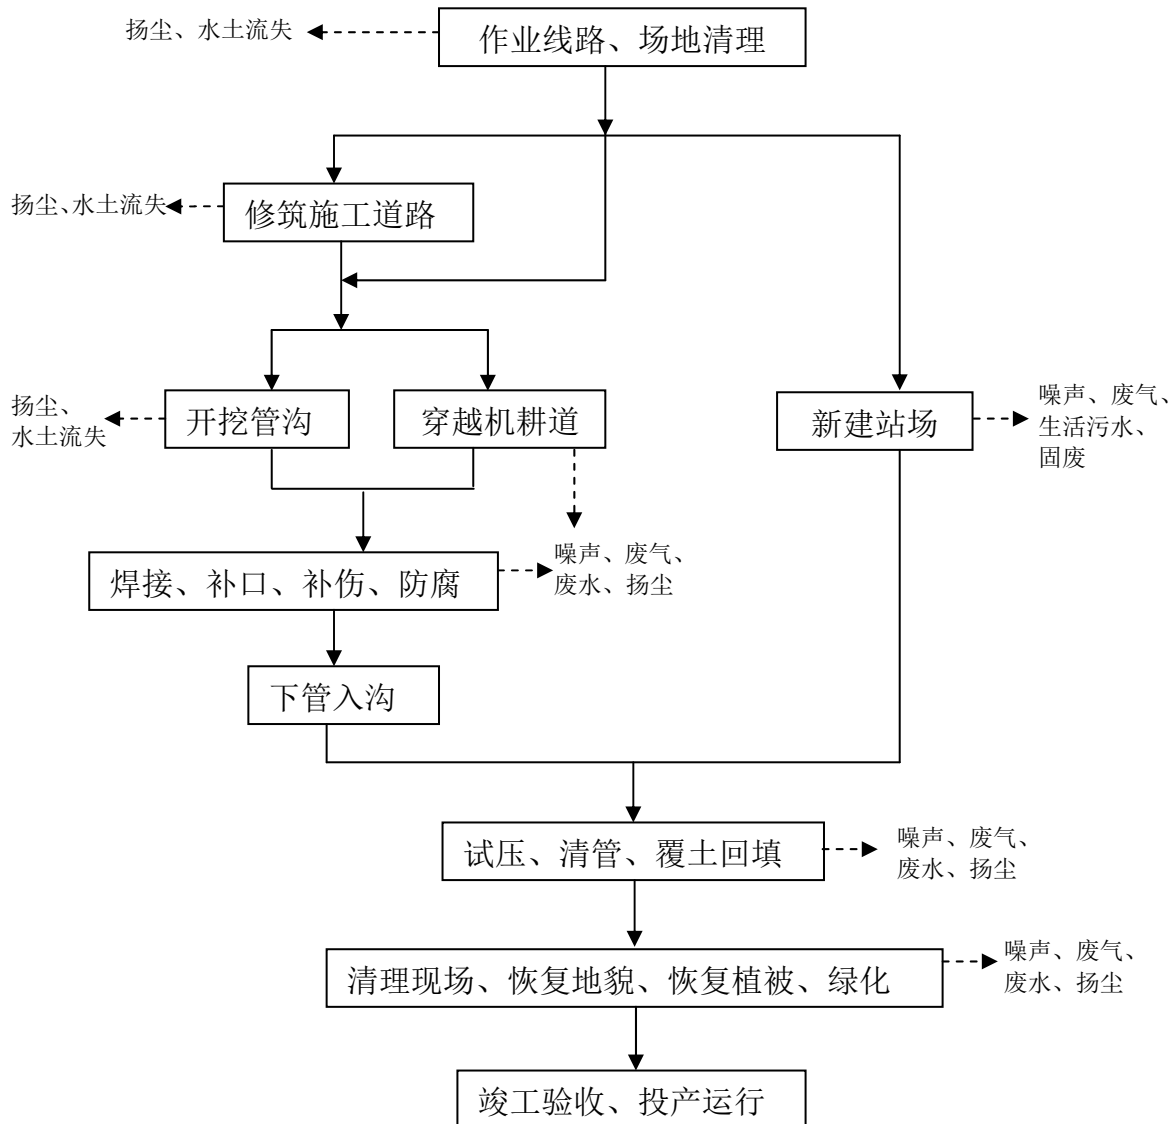 扬尘、水土流失
作业线路、场地清理
扬尘、水土流失
修筑施工道路
扬尘、
水土流失
开挖管沟
穿越机耕道
新建站场
噪声、废气、
生活污水、
固废
焊接、补口、补伤、防腐
噪声、废气、
废水、扬尘
下管入沟
试压、清管、覆土回填
噪声、废气、
废水、扬尘
清理现场、恢复地貌、恢复植被、绿化
噪声、废气、
废水、扬尘
竣工验收、投产运行